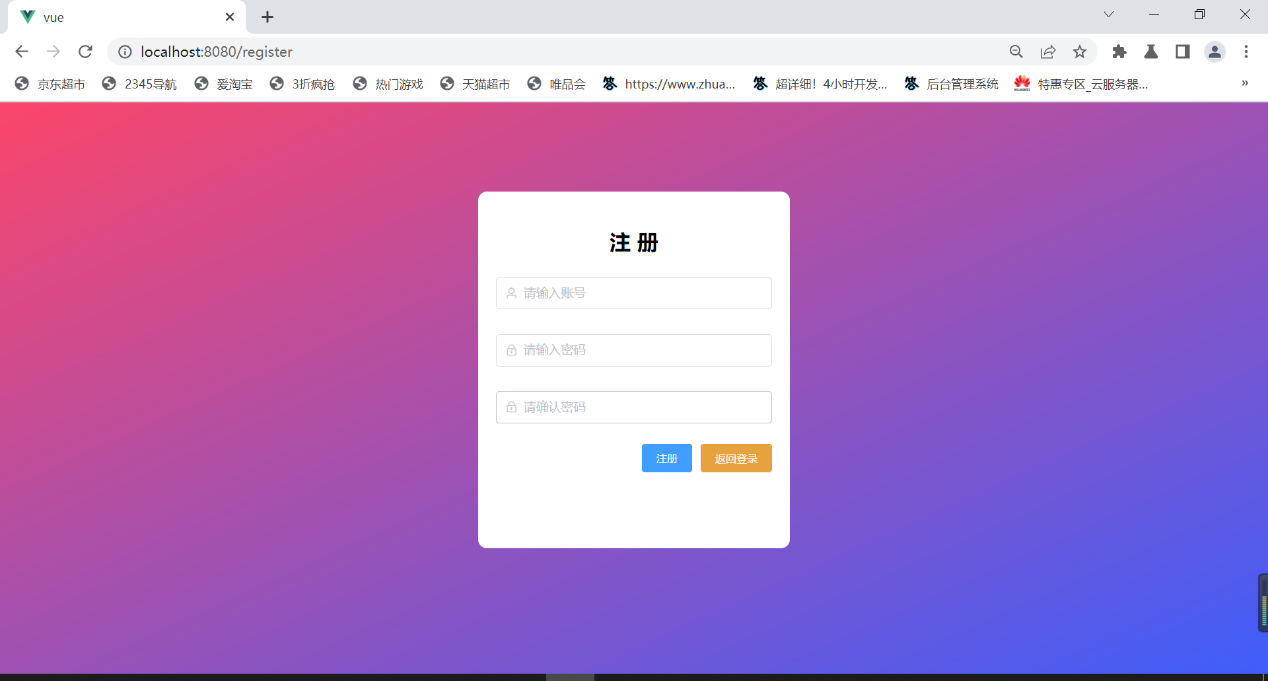 vue
localhost:8080/register
京东超市 2345导航 爱淘宝 3折疯抢 热门游戏 天猫超市 唯品会 https://www.zhua... 超详细！4小时开发... 后台管理系统 特惠专区_云服务器... »
注 册
请输入账号
请输入密码
请确认密码
注册 返回登录